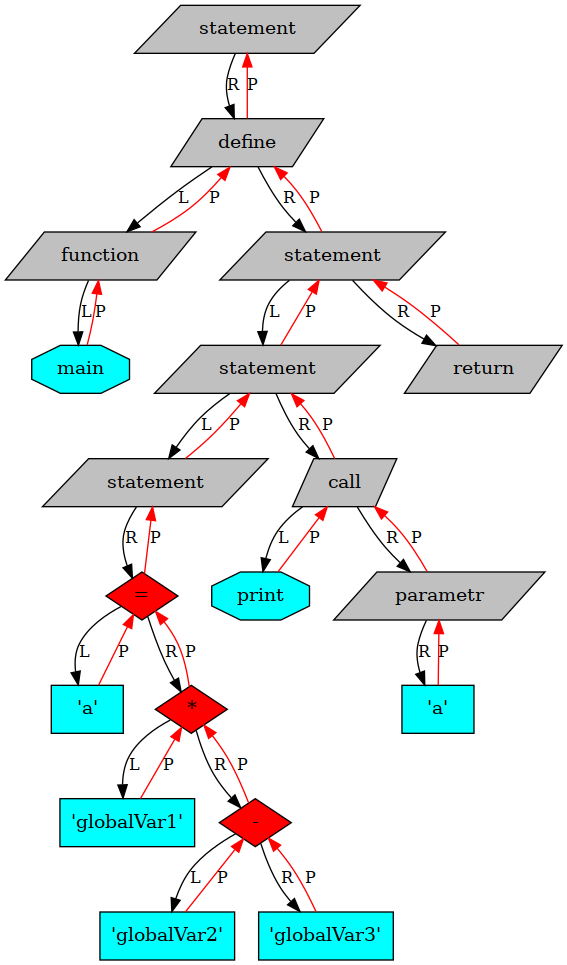 statement
R P
define
L P R P
function statement
L P L P R P
main statement return
L P R P
statement call
R P L P R P
= print parametr
L P R P R P
'a' * 'a'
L P R P
'globalVar1' -
L P R P
'globalVar2' 'globalVar3'